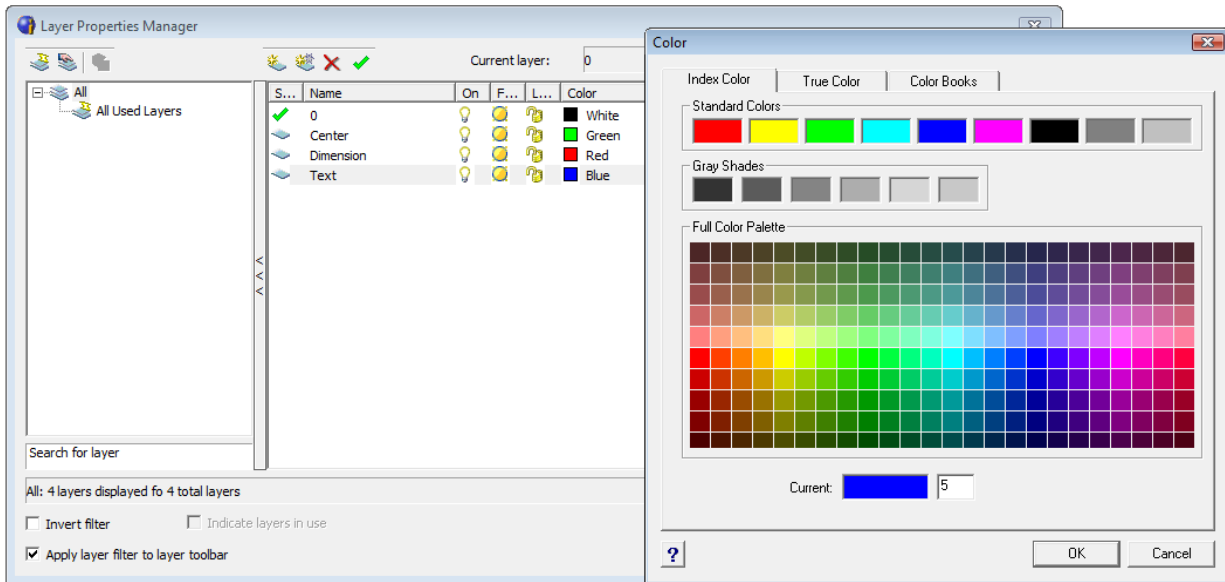 Layer Properties Manager
Current layer: 0
All
All Used Layers
S... Name On F... L... Color
0 White
Center Green
Dimension Red
Text Blue
<
<
<
Search for layer
All: 4 layers displayed fo 4 total layers
Invert filter
Indicate layers in use
Apply layer filter to layer toolbar
Color
Index Color True Color Color Books
Standard Colors
Gray Shades
Full Color Palette
Current: 5
?
OK Cancel